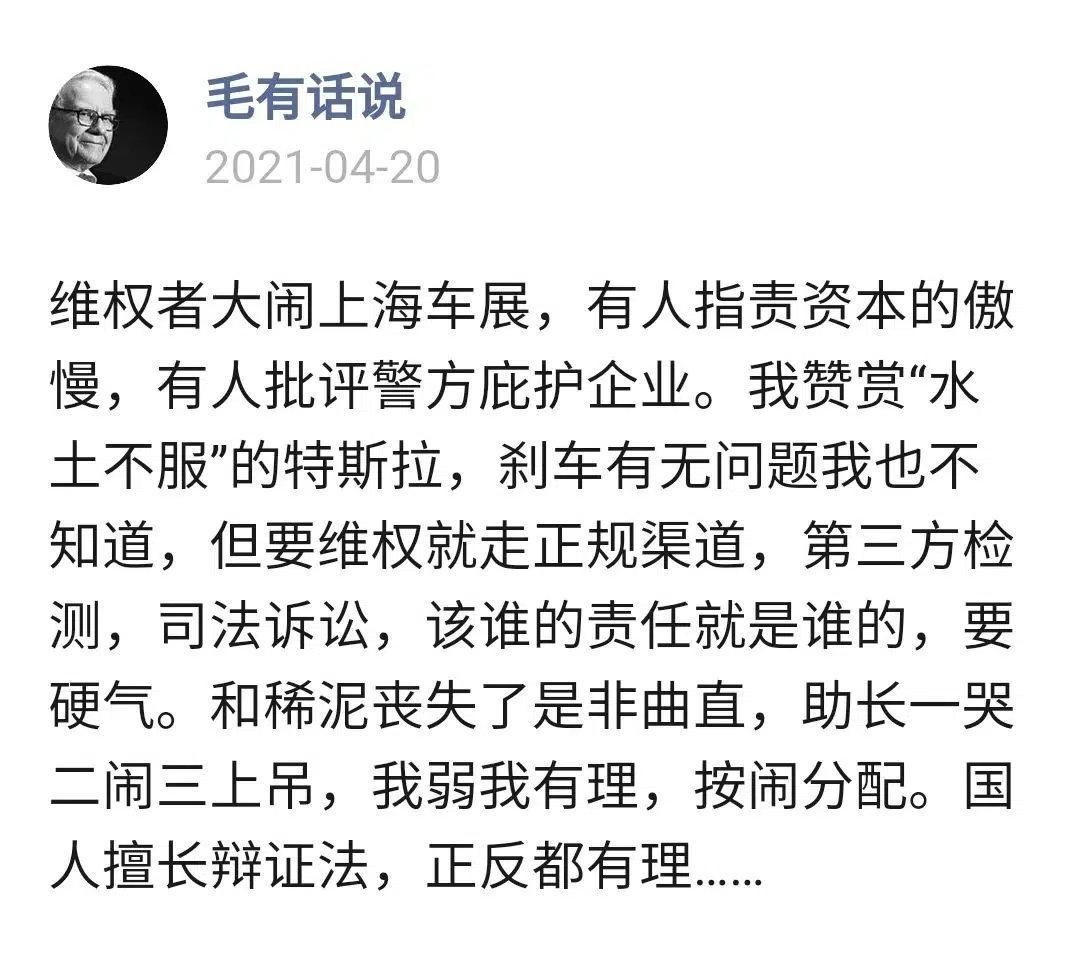 毛有话说
2021-04-20
维权者大闹上海车展，有人指责资本的傲
慢，有人批评警方庇护企业。我赞赏“水
土不服”的特斯拉，刹车有无问题我也不
知道，但要维权就走正规渠道，第三方检
测，司法诉讼，该谁的责任就是谁的，要
硬气。和稀泥丧失了是非曲直，助长一哭
二闹三上吊，我弱我有理，按闹分配。国
人擅长辩证法，正反都有理......